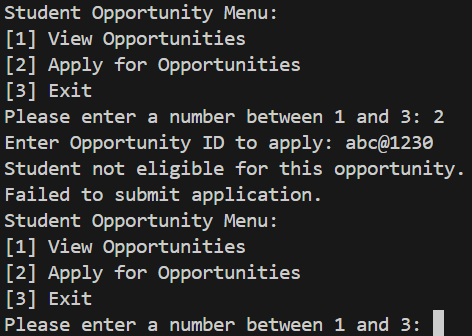 Student Opportunity Menu:
[1] View Opportunities
[2] Apply for Opportunities
[3] Exit
Please enter a number between 1 and 3: 2
Enter Opportunity ID to apply: abc@1230
Student not eligible for this opportunity.
Failed to submit application.
Student Opportunity Menu:
[1] View Opportunities
[2] Apply for Opportunities
[3] Exit
Please enter a number between 1 and 3: